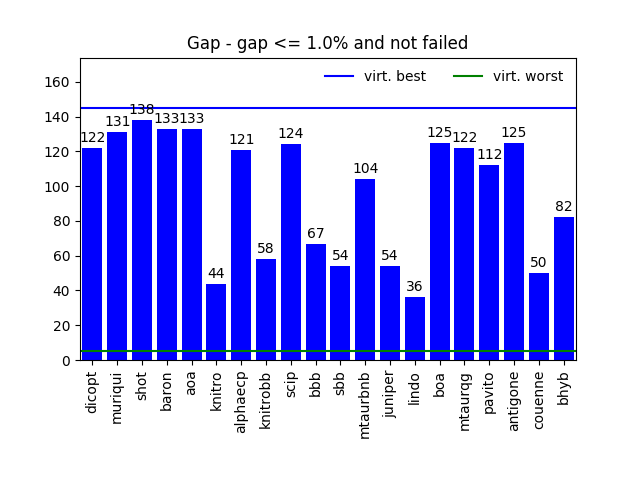 Gap - gap <= 1.0% and not failed
virt. best virt. worst
160
140
120
100
80
60
40
20
0
122 131 138 133 133 44 121 58 124 67 54 104 54 36 125 122 112 125 50 82
dicopt muriqui shot baron aoa knitro alphaecp knitrobb scip bbb sbb mtaurbnb juniper lindo boa mtaurqg pavito antigone couenne bhyb